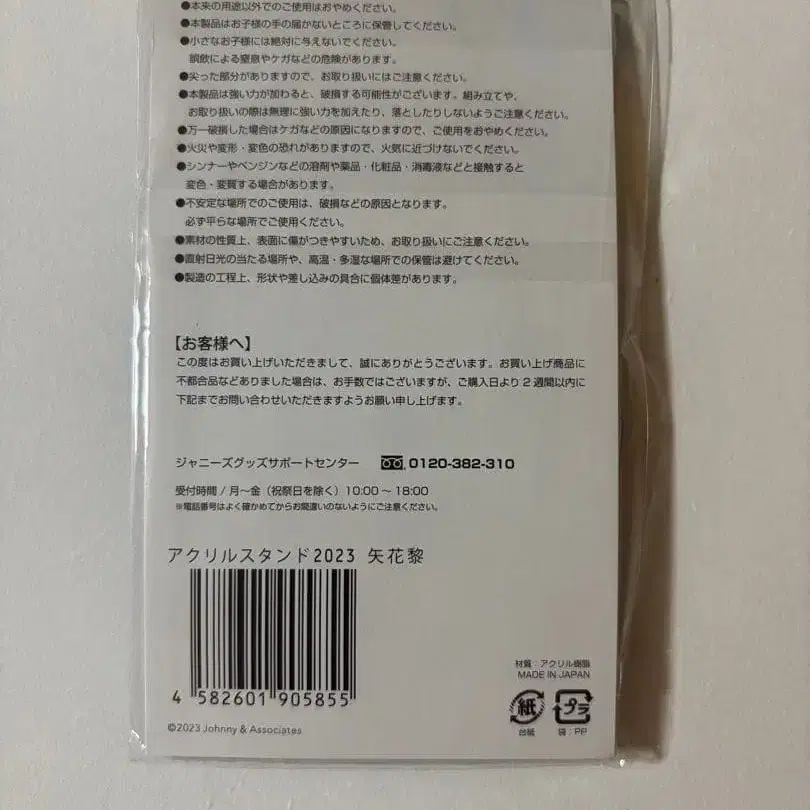 ●本来の用途以外でのご使用はおやめください。
●本製品はお子様の手の届かないところに保管してください。
●小さなお子様には絶対に与えないでください。
誤飲による窒息やケガなどの危険があります。
●尖った部分がありますので、お取り扱いにはご注意ください。
●本製品は強い力が加わると、破損する可能性がございます。組み立てや、
お取り扱いの際は無理に強い力を加えたり、落としたりしないようご注意ください。
●万一破損した場合はケガなどの原因になりますので、ご使用をおやめください。
●火災や変形・変色の恐れがありますので、火気に近づけないでください。
●シンナーやベンジンなどの溶剤や薬品・化粧品・消毒液などと接触すると
変色・変質する場合があります。
●不安定な場所でのご使用は、破損などの原因となります。
必ず平らな場所でご使用ください。
●素材の性質上、表面に傷がつきやすいため、お取り扱いにご注意ください。
●直射日光の当たる場所や、高温・多湿な場所での保管は避けてください。
●製造の工程上、形状や差し込みの具合に個体差があります。
【お客様へ】
この度はお買い上げいただきまして、誠にありがとうございます。お買い上げ商品に
不都合品などありました場合は、お手数ではございますが、ご購入日より2週間以内に
下記までお問い合わせいただきますようお願い申し上げます。
ジャニーズグッズサポートセンター 0120-382-310
受付時間/月〜金(祝祭日を除く)10:00〜18:00
※電話番号はよく確かめてからお間違いのないようにご注意ください。
アクリルスタンド2023 矢花黎
4 582601 905855
©2023 Johnny & Associates
材質:アクリル樹脂
MADE IN JAPAN
紙 プラ
台紙 袋:PP